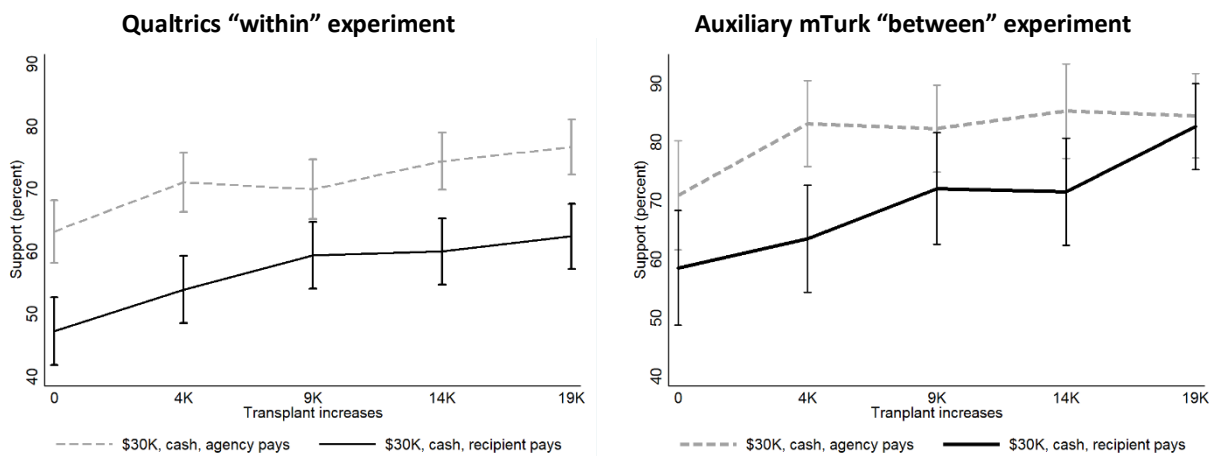 Qualtrics “within” experiment
Auxiliary mTurk “between” experiment
90
80
70
60
50
40
Support (percent)
0 4K 9K 14K 19K
Transplant increases
$30K, cash, agency pays $30K, cash, recipient pays
90
80
70
60
50
40
Support (percent)
0 4K 9K 14K 19K
Tranplant increases
$30K, cash, agency pays $30K, cash, recipient pays